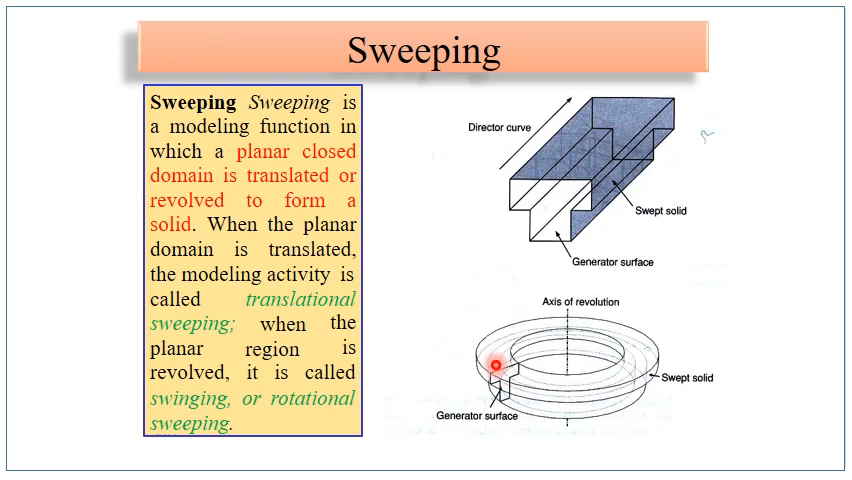 Sweeping
Sweeping Sweeping is
a modeling function in
which a planar closed
domain is translated or
revolved to form a
solid. When the planar
domain is translated,
the modeling activity is
called translational
sweeping; when the
planar region is
revolved, it is called
swinging, or rotational
sweeping.
Director curve
Swept solid
Generator surface
Axis of revolution
Swept solid
Generator surface